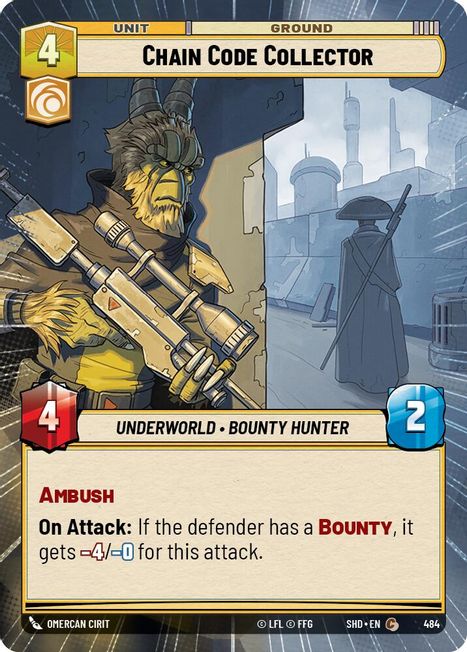 4
UNIT
GROUND
CHAIN CODE COLLECTOR
4
UNDERWORLD • BOUNTY HUNTER
2
AMBUSH
On Attack: If the defender has a BOUNTY, it
gets -4/-0 for this attack.
OMERCAN CIRIT
© LFL © FFG
SHD • EN
C
484